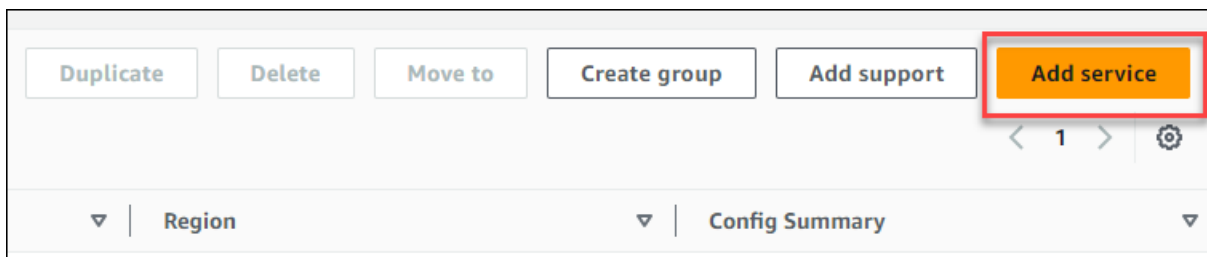 Duplicate Delete Move to Create group Add support Add service
1
Region Config Summary